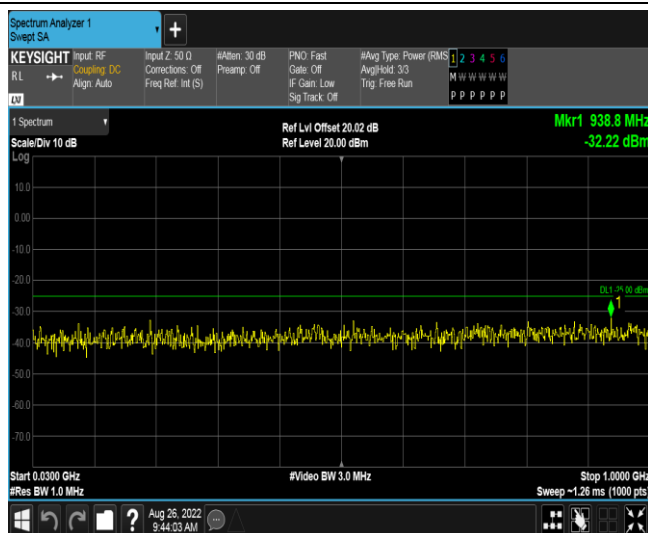 Spectrum Analyzer 1
Swept SA
KEYSIGHT
RL
Input: RF
Coupling: DC
Align: Auto
Input Z: 50 Ω
Corrections: Off
Freq Ref: Int (S)
#Atten: 30 dB
Preamp: Off
PNO: Fast
Gate: Off
IF Gain: Low
Sig Track: Off
#Avg Type: Power (RMS
Avg|Hold: 3/3
Trig: Free Run
1 2 3 4 5 6
M W W W W W
P P P P P P
LXI
1 Spectrum
Scale/Div 10 dB
Ref Lvl Offset 20.02 dB
Ref Level 20.00 dBm
Mkr1 938.8 MHz
-32.22 dBm
Log
10.0
0.00
-10.0
-20.0
DL1 -25.00 dBm
1
-30.0
-40.0
-50.0
-60.0
-70.0
Start 0.0300 GHz
#Res BW 1.0 MHz
#Video BW 3.0 MHz
Stop 1.0000 GHz
Sweep ~1.26 ms (1000 pts)
Aug 26, 2022
9:44:03 AM